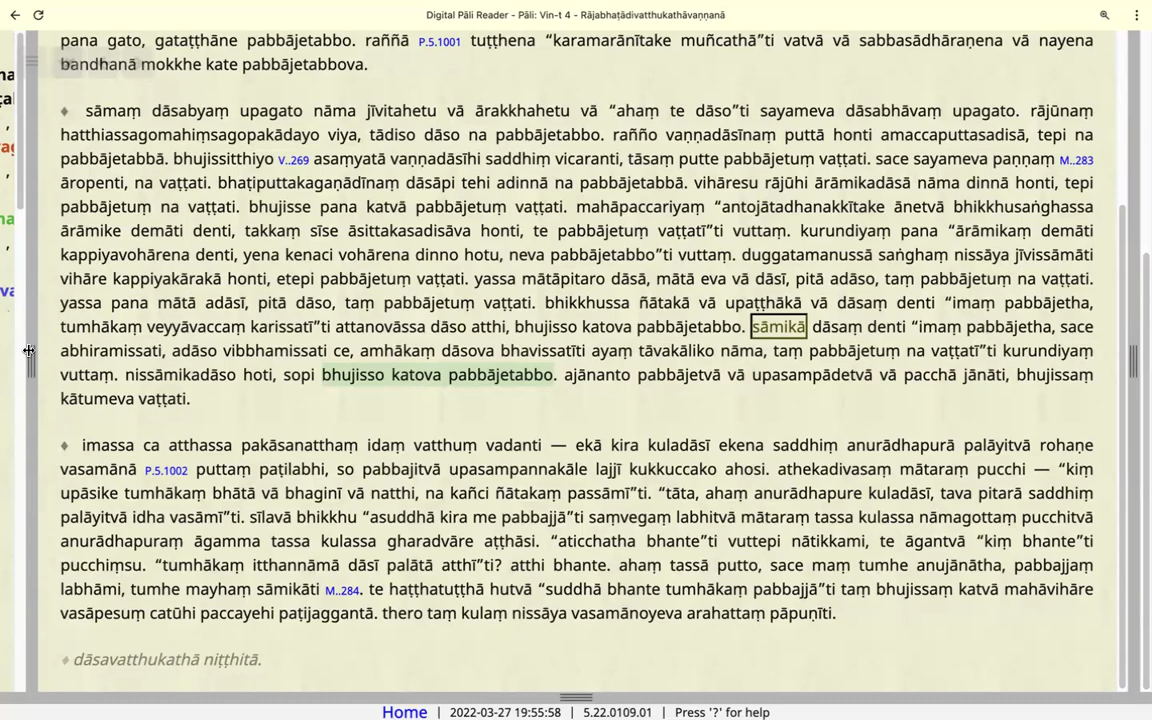 Digital Pāli Reader - Pāli: Vin-t 4 - Rājabhaṭādivatthukathāvaṇṇanā
pana gato, gataṭṭhāne pabbājetabbo. raññā P.5.1001 tuṭṭhena “karamarānītake muñcathā”ti vatvā vā sabbasādhāraṇena vā nayena
bandhanā mokkhe kate pabbājetabbova.
♦ sāmaṃ dāsabyaṃ upagato nāma jīvitahetu vā ārakkhahetu vā “ahaṃ te dāso”ti sayameva dāsabhāvaṃ upagato. rājūnaṃ
hatthiassagomahiṃsagopakādayo viya, tādiso dāso na pabbājetabbo. rañño vaṇṇadāsīnaṃ puttā honti amaccaputtasadisā, tepi na
pabbājetabbā. bhujissitthiyo V..269 asaṃyatā vaṇṇadāsīhi saddhiṃ vicaranti, tāsaṃ putte pabbājetuṃ vaṭṭati. sace sayameva paṇṇaṃ M..283
āropenti, na vaṭṭati. bhaṭiputtakagaṇādīnaṃ dāsāpi tehi adinnā na pabbājetabbā. vihāresu rājūhi ārāmikadāsā nāma dinnā honti, tepi
pabbājetuṃ na vaṭṭati. bhujisse pana katvā pabbājetuṃ vaṭṭati. mahāpaccariyaṃ “antojātadhanakkītake ānetvā bhikkhusaṅghassa
ārāmike demāti denti, takkaṃ sīse āsittakasadisāva honti, te pabbājetuṃ vaṭṭatī”ti vuttaṃ. kurundiyaṃ pana “ārāmikaṃ demāti
kappiyavohārena denti, yena kenaci vohārena dinno hotu, neva pabbājetabbo”ti vuttaṃ. duggatamanussā saṅghaṃ nissāya jīvissāmāti
vihāre kappiyakārakā honti, etepi pabbājetuṃ vaṭṭati. yassa mātāpitaro dāsā, mātā eva vā dāsī, pitā adāso, taṃ pabbājetuṃ na vaṭṭati.
yassa pana mātā adāsī, pitā dāso, taṃ pabbājetuṃ vaṭṭati. bhikkhussa ñātakā vā upaṭṭhākā vā dāsaṃ denti “imaṃ pabbājetha,
tumhākaṃ veyyāvaccaṃ karissatī”ti attanovāssa dāso atthi, bhujisso katova pabbājetabbo. sāmikā dāsaṃ denti “imaṃ pabbājetha, sace
abhiramissati, adāso vibbhamissati ce, amhākaṃ dāsova bhavissatīti ayaṃ tāvakāliko nāma, taṃ pabbājetuṃ na vaṭṭatī”ti kurundiyaṃ
vuttaṃ. nissāmikadāso hoti, sopi bhujisso katova pabbājetabbo. ajānanto pabbājetvā vā upasampādetvā vā pacchā jānāti, bhujissaṃ
kātumeva vaṭṭati.
♦ imassa ca atthassa pakāsanatthaṃ idaṃ vatthuṃ vadanti — ekā kira kuladāsī ekena saddhiṃ anurādhapurā palāyitvā rohaṇe
vasamānā P.5.1002 puttaṃ paṭilabhi, so pabbajitvā upasampannakāle lajjī kukkuccako ahosi. athekadivasaṃ mātaraṃ pucchi — “kiṃ
upāsike tumhākaṃ bhātā vā bhaginī vā natthi, na kañci ñātakaṃ passāmī”ti. “tāta, ahaṃ anurādhapure kuladāsī, tava pitarā saddhiṃ
palāyitvā idha vasāmī”ti. sīlavā bhikkhu “asuddhā kira me pabbajjā”ti saṃvegaṃ labhitvā mātaraṃ tassa kulassa nāmagottaṃ pucchitvā
anurādhapuraṃ āgamma tassa kulassa gharadvāre aṭṭhāsi. “aticchatha bhante”ti vuttepi nātikkami, te āgantvā “kiṃ bhante”ti
pucchiṃsu. “tumhākaṃ itthannāmā dāsī palātā atthī”ti? atthi bhante. ahaṃ tassā putto, sace maṃ tumhe anujānātha, pabbajjaṃ
labhāmi, tumhe mayhaṃ sāmikāti M..284. te haṭṭhatuṭṭhā hutvā “suddhā bhante tumhākaṃ pabbajjā”ti taṃ bhujissaṃ katvā mahāvihāre
vasāpesuṃ catūhi paccayehi paṭijaggantā. thero taṃ kulaṃ nissāya vasamānoyeva arahattaṃ pāpuṇīti.
♦ dāsavatthukathā niṭṭhitā.
Home | 2022-03-27 19:55:58 | 5.22.0109.01 | Press '?' for help